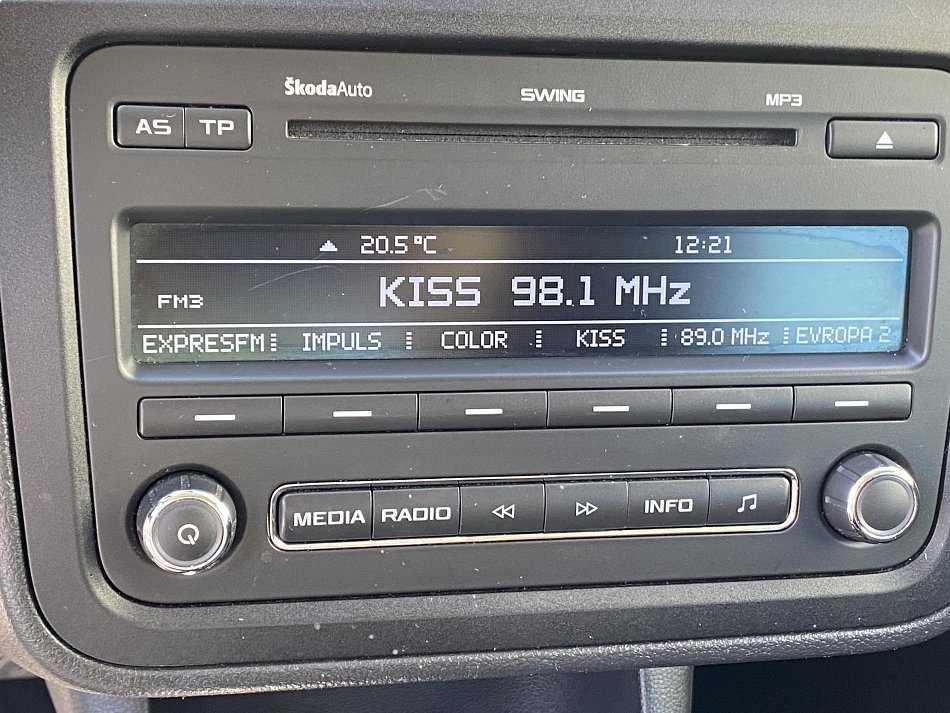 ŠkodaAuto SWING MP3
AS TP
20.5°C 12:21
FM3 KISS 98.1 MHz
EXPRESFM IMPULS COLOR KISS 89.0 MHz EVROPA 2
MEDIA RADIO INFO